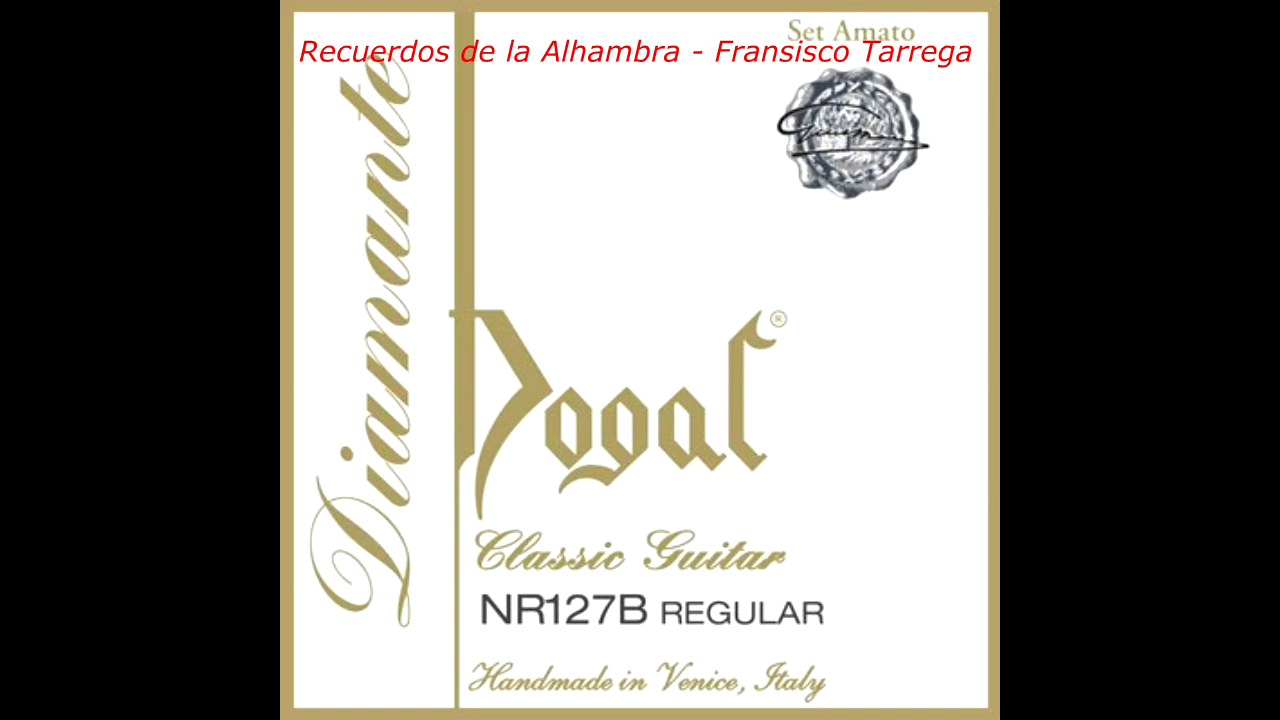 Set Amato
Recuerdos de la Alhambra - Fransisco Tarrega
Diamante
Dogal ®
Classic Guitar
NR127B REGULAR
Handmade in Venice, Italy